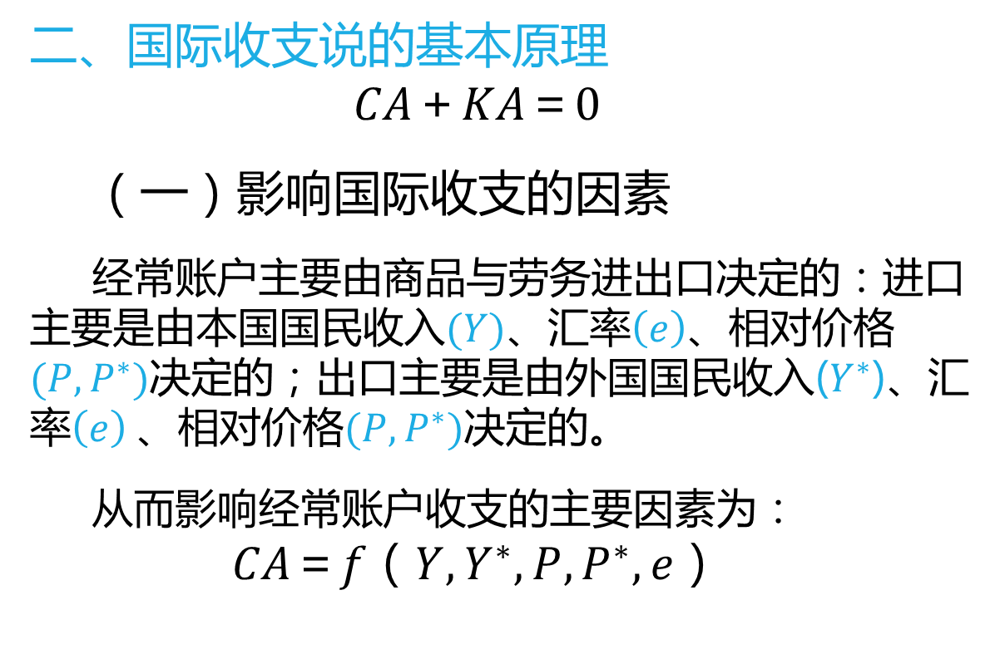 二、国际收支说的基本原理
CA + KA = 0
（一）影响国际收支的因素
经常账户主要由商品与劳务进出口决定的：进口
主要是由本国国民收入(Y)、汇率(e)、相对价格
(P, P*)决定的；出口主要是由外国国民收入(Y*)、汇
率(e)、相对价格(P, P*)决定的。
从而影响经常账户收支的主要因素为：
CA = f（Y, Y*, P, P*, e）